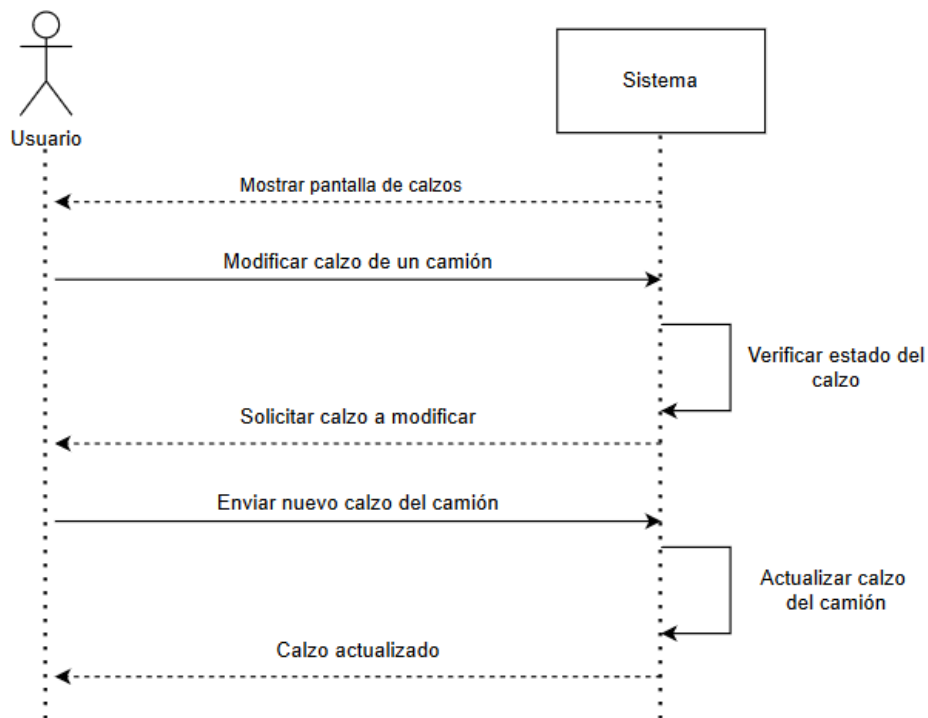 Sistema
Usuario
Mostrar pantalla de calzos
Modificar calzo de un camión
Verificar estado del
calzo
Solicitar calzo a modificar
Enviar nuevo calzo del camión
Actualizar calzo
del camión
Calzo actualizado